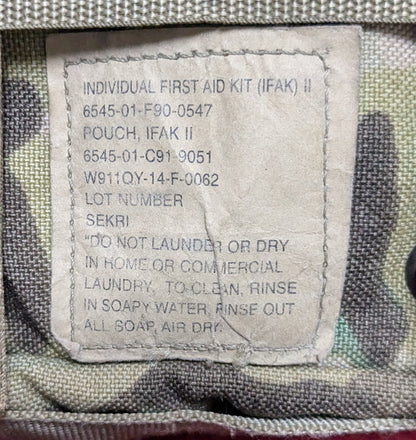 INDIVIDUAL FIRST AID KIT (IFAK) II
6545-01-F90-0547
POUCH, IFAK II
6545-01-C91-9051
W911QY-14-F-0062
LOT NUMBER
SEKRI
"DO NOT LAUNDER OR DRY
IN HOME OR COMMERCIAL
LAUNDRY, TO CLEAN, RINSE
IN SOAPY WATER, RINSE OUT
ALL SOAP, AIR DRY.